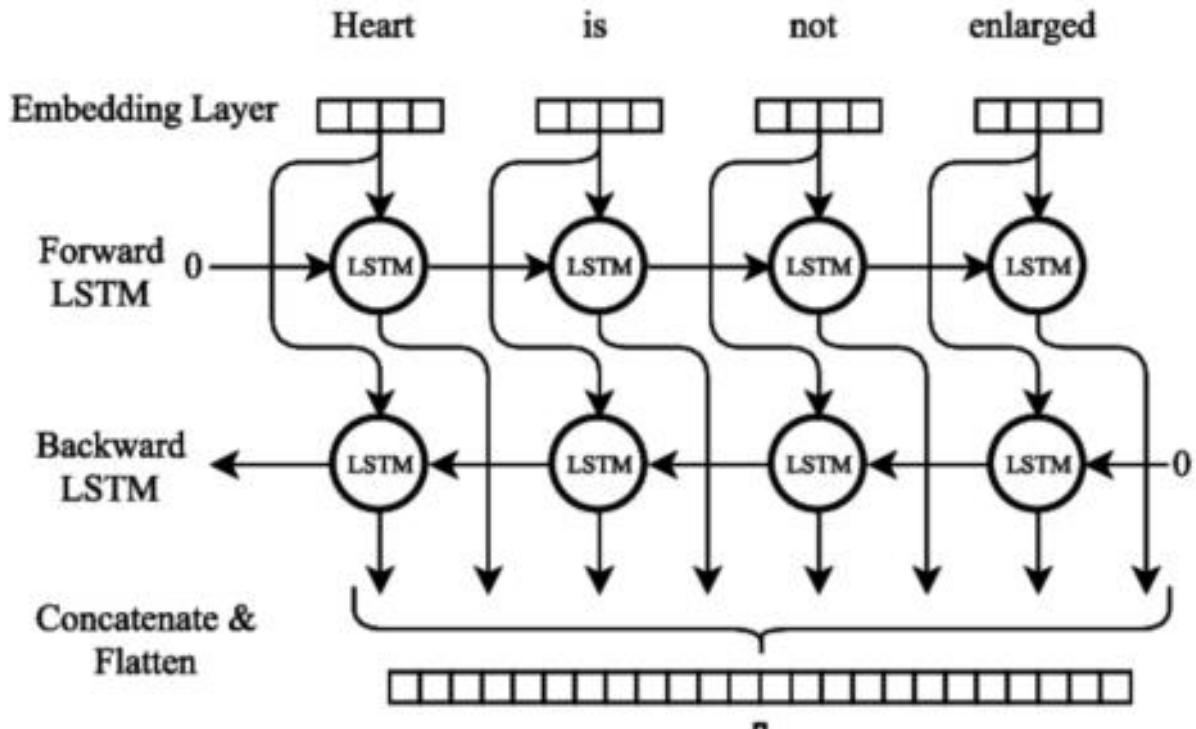 Heart is not enlarged
Embedding Layer
Forward
LSTM
0
LSTM LSTM LSTM LSTM
Backward
LSTM
LSTM LSTM LSTM LSTM
0
Concatenate &
Flatten